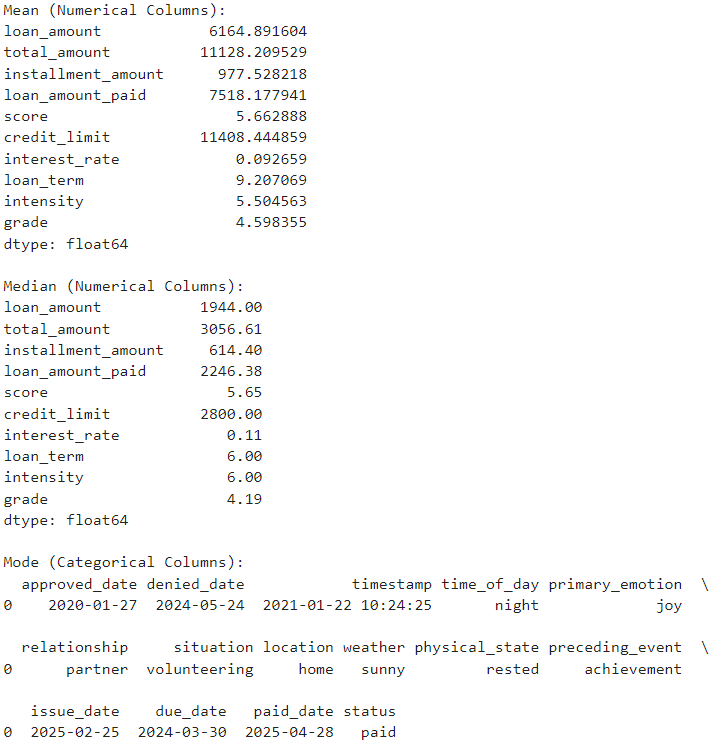 Mean (Numerical Columns):
loan_amount            6164.891604
total_amount          11128.209529
installment_amount      977.528218
loan_amount_paid       7518.177941
score                     5.662888
credit_limit          11408.444859
interest_rate             0.092659
loan_term                 9.207069
intensity                 5.504563
grade                     4.598355
dtype: float64
Median (Numerical Columns):
loan_amount           1944.00
total_amount          3056.61
installment_amount     614.40
loan_amount_paid      2246.38
score                    5.65
credit_limit          2800.00
interest_rate            0.11
loan_term                6.00
intensity                6.00
grade                    4.19
dtype: float64
Mode (Categorical Columns):
  approved_date denied_date            timestamp time_of_day primary_emotion  \
0    2020-01-27  2024-05-24  2021-01-22 10:24:25       night             joy
  relationship     situation location weather physical_state preceding_event  \
0      partner  volunteering     home   sunny         rested     achievement
   issue_date    due_date   paid_date status
0  2025-02-25  2024-03-30  2025-04-28   paid